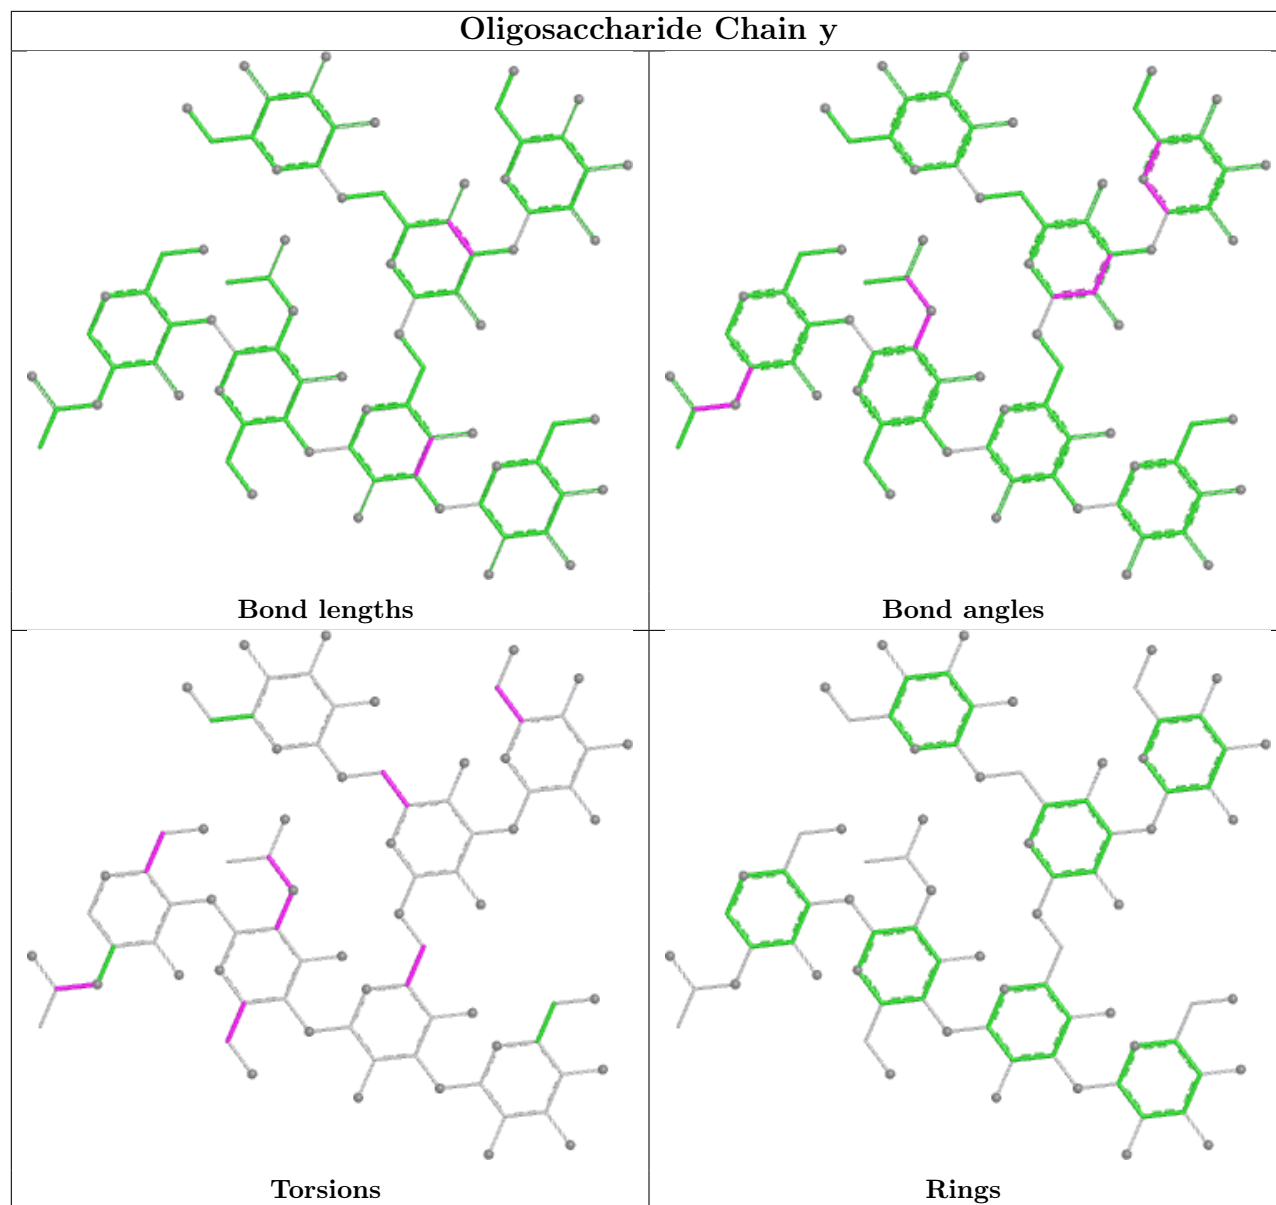 Oligosaccharide Chain y
Bond lengths
Bond angles
Torsions
Rings